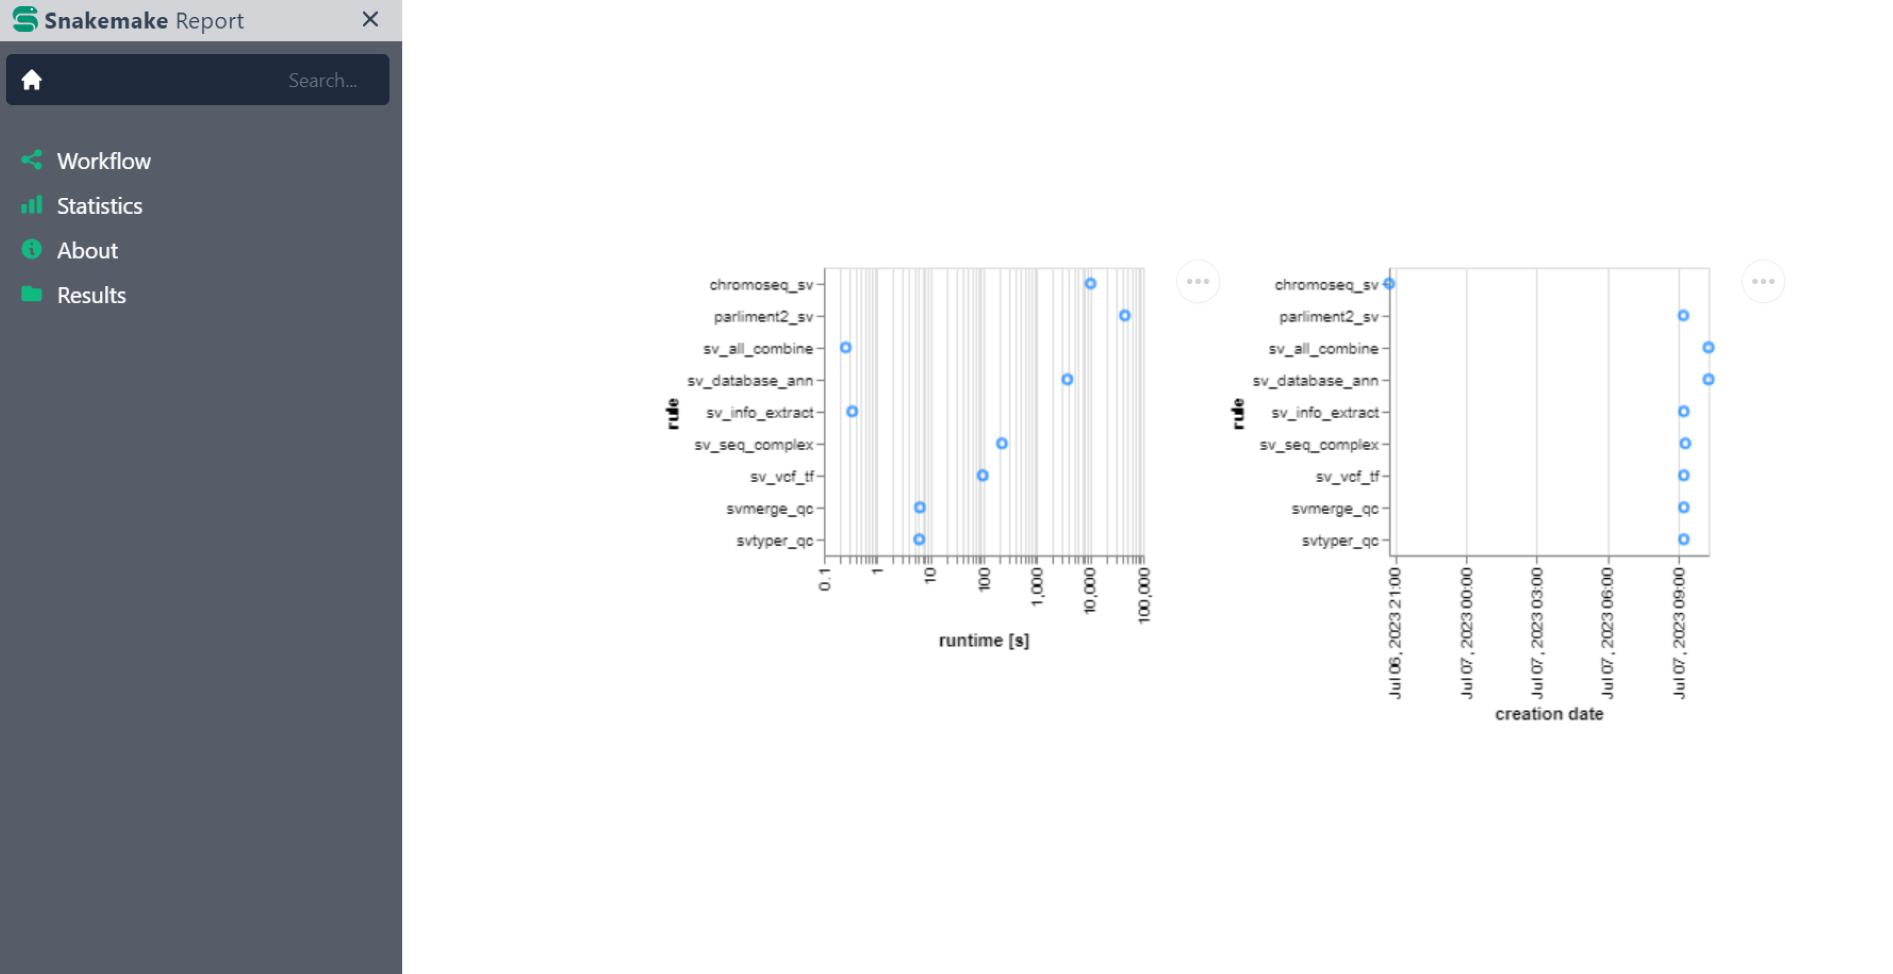 Snakemake Report
Search...
Workflow
Statistics
About
Results
rule
chromoseq_sv
parliment2_sv
sv_all_combine
sv_database_ann
sv_info_extract
sv_seq_complex
sv_vcf_tf
svmerge_qc
svtyper_qc
0.1
1
10
100
1,000
10,000
100,000
runtime [s]
rule
chromoseq_sv
parliment2_sv
sv_all_combine
sv_database_ann
sv_info_extract
sv_seq_complex
sv_vcf_tf
svmerge_qc
svtyper_qc
Jul 06, 2023 21:00
Jul 07, 2023 00:00
Jul 07, 2023 03:00
Jul 07, 2023 06:00
Jul 07, 2023 09:00
creation date